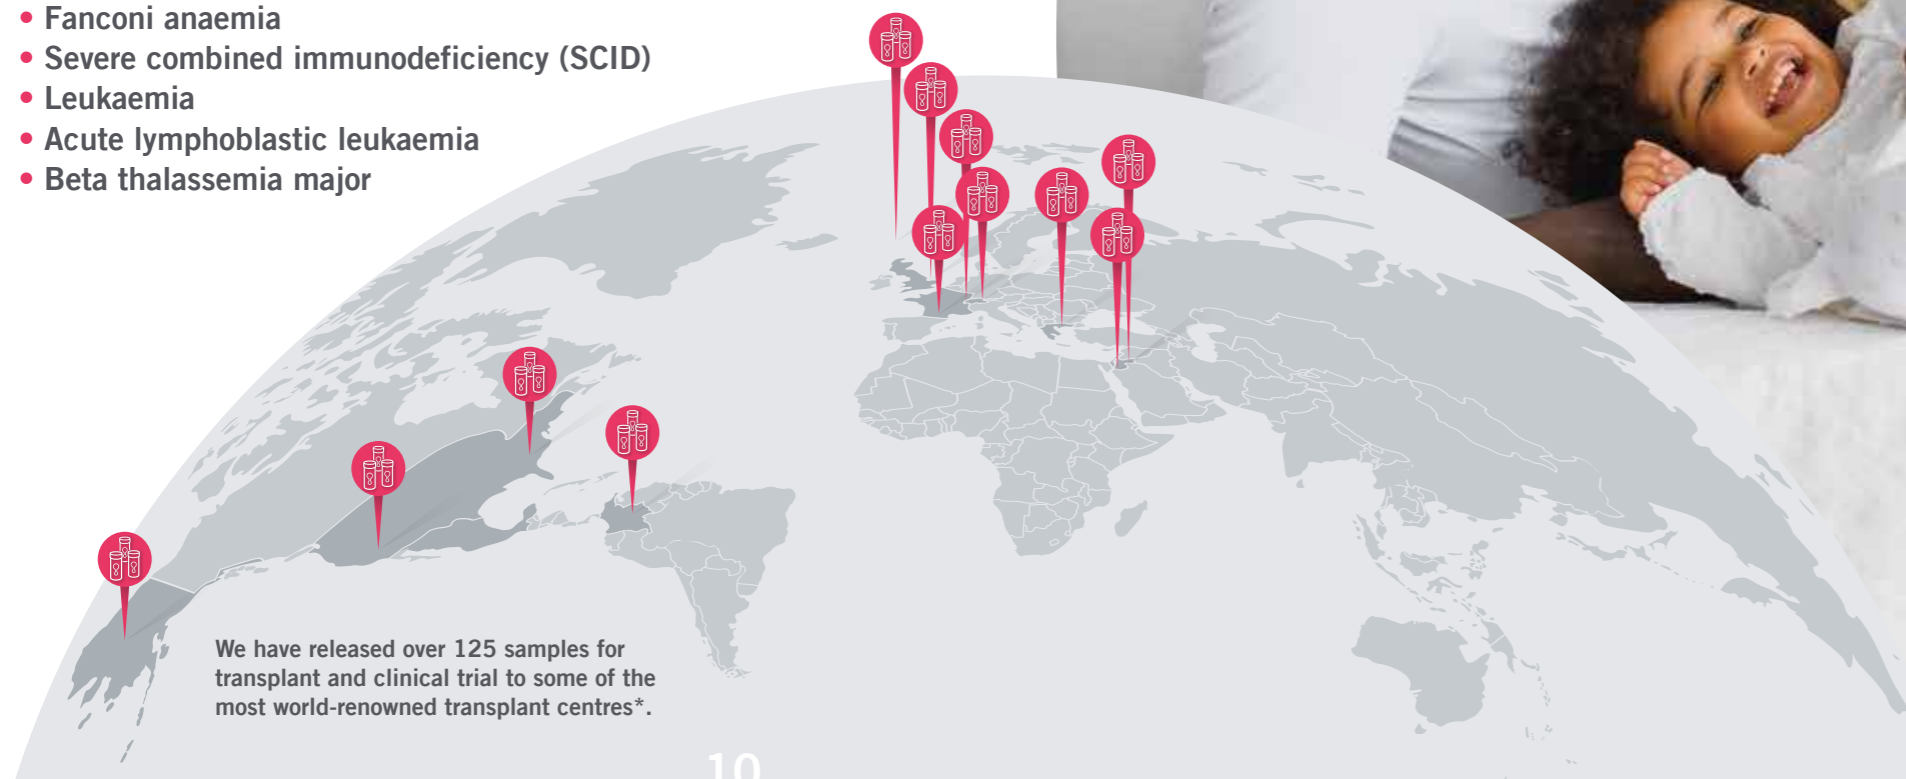 • Fanconi anaemia
• Severe combined immunodeficiency (SCID)
• Leukaemia
• Acute lymphoblastic leukaemia
• Beta thalassemia major
We have released over 125 samples for
transplant and clinical trial to some of the
most world-renowned transplant centres*.
10